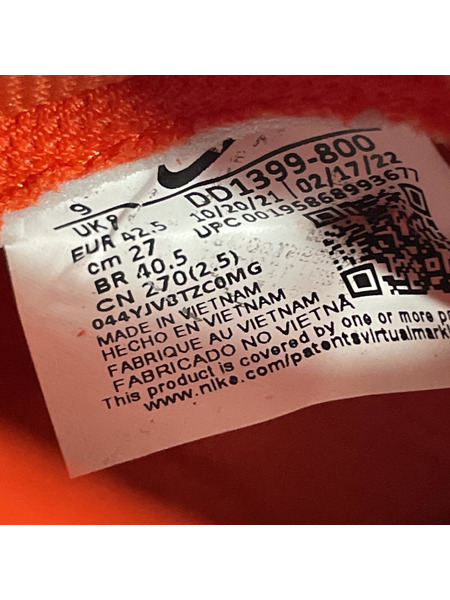 9
UK 8
EUR 42.5
cm 27
BR 40.5
CN 270(2.5)
044YJVBTZC0MG
DD1399-800
10/20/21 02/17/22
UPC 00195868993677
MADE IN VIETNAM
HECHO EN VIETNAM
FABRIQUE AU VIETNAM
FABRICADO NO VIETNÃ
This product is covered by one or more
www.nike.com/patentsvirtualmark